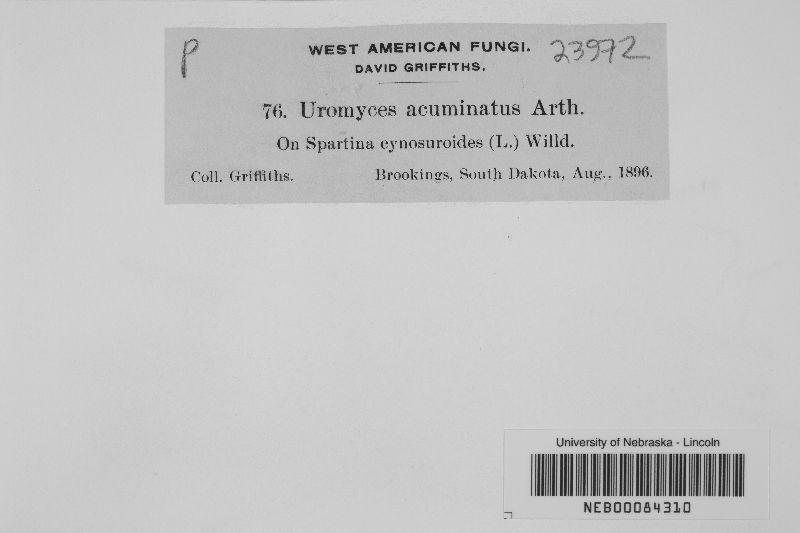 P
WEST AMERICAN FUNGI. 23972
DAVID GRIFFITHS.
76. Uromyces acuminatus Arth.
On Spartina cynosuroides (L.) Willd.
Coll. Griffiths. Brookings, South Dakota, Aug., 1896.
University of Nebraska - Lincoln
NEB00084310